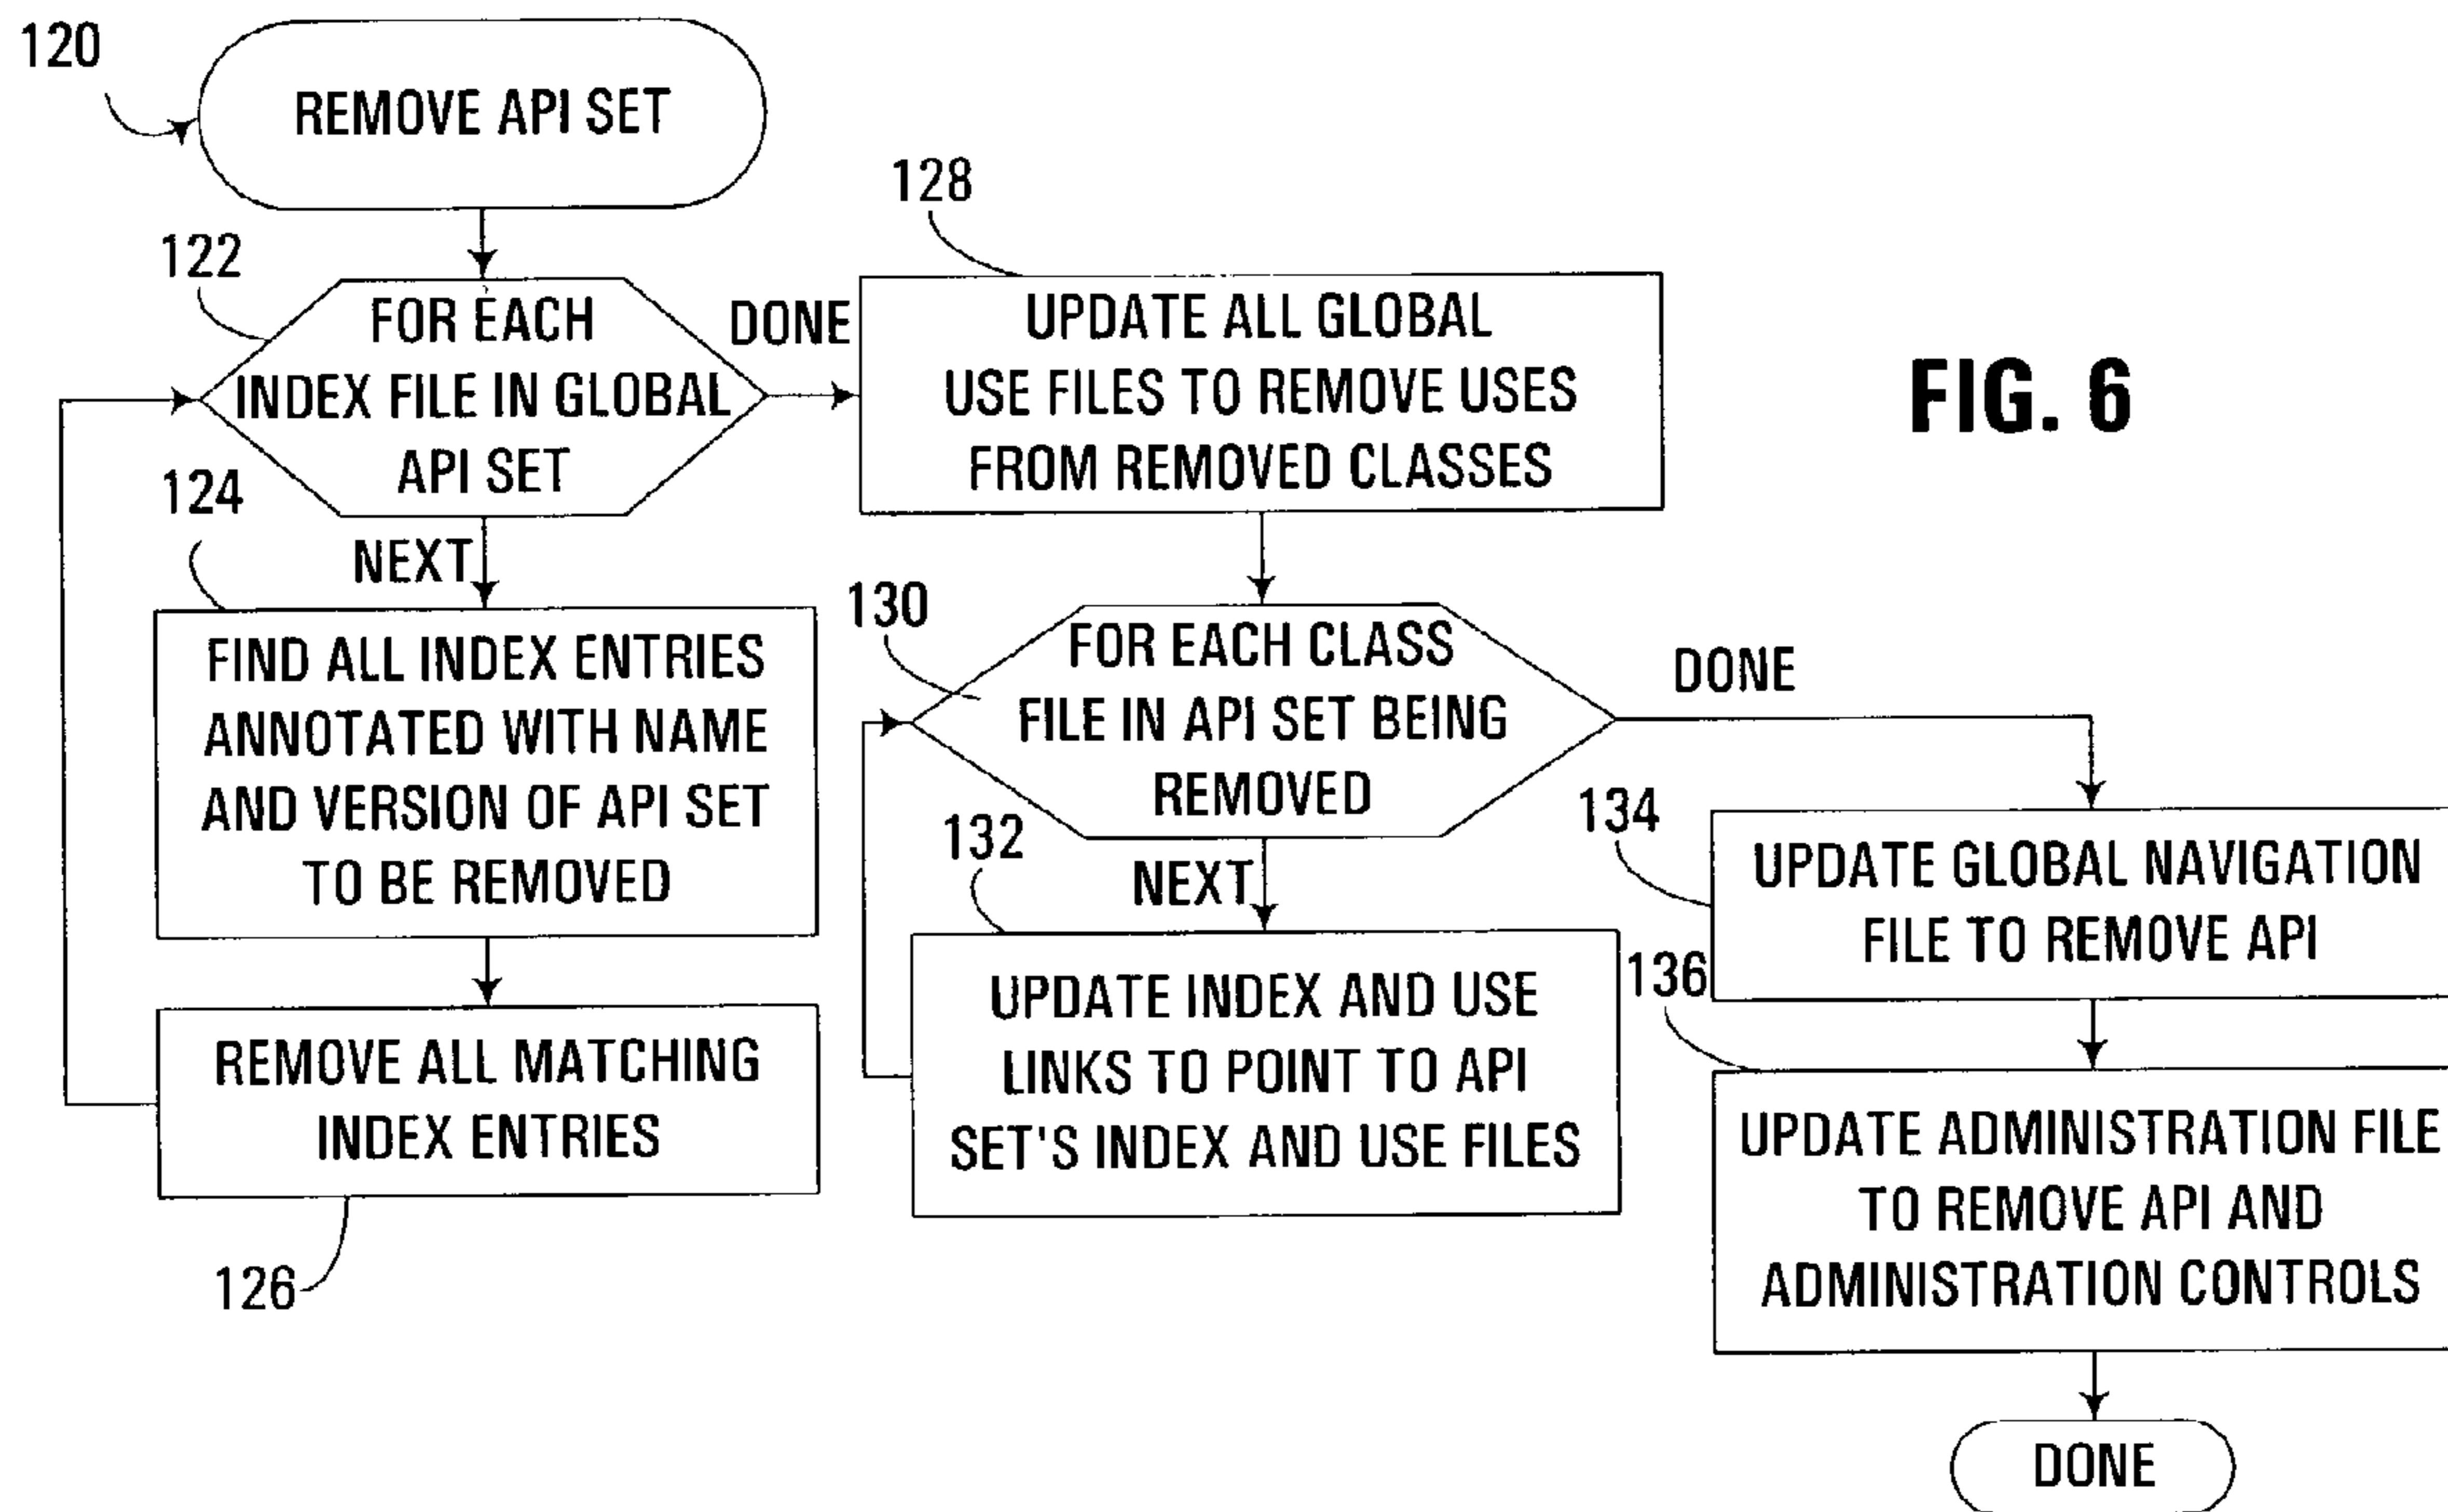 120
REMOVE API SET
122
FOR EACH
INDEX FILE IN GLOBAL
API SET
DONE
NEXT
124
FIND ALL INDEX ENTRIES
ANNOTATED WITH NAME
AND VERSION OF API SET
TO BE REMOVED
REMOVE ALL MATCHING
INDEX ENTRIES
126
128
UPDATE ALL GLOBAL
USE FILES TO REMOVE USES
FROM REMOVED CLASSES
130
FOR EACH CLASS
FILE IN API SET BEING
REMOVED
DONE
NEXT
132
UPDATE INDEX AND USE
LINKS TO POINT TO API
SET'S INDEX AND USE FILES
FIG. 6
134
UPDATE GLOBAL NAVIGATION
FILE TO REMOVE API
136
UPDATE ADMINISTRATION FILE
TO REMOVE API AND
ADMINISTRATION CONTROLS
DONE